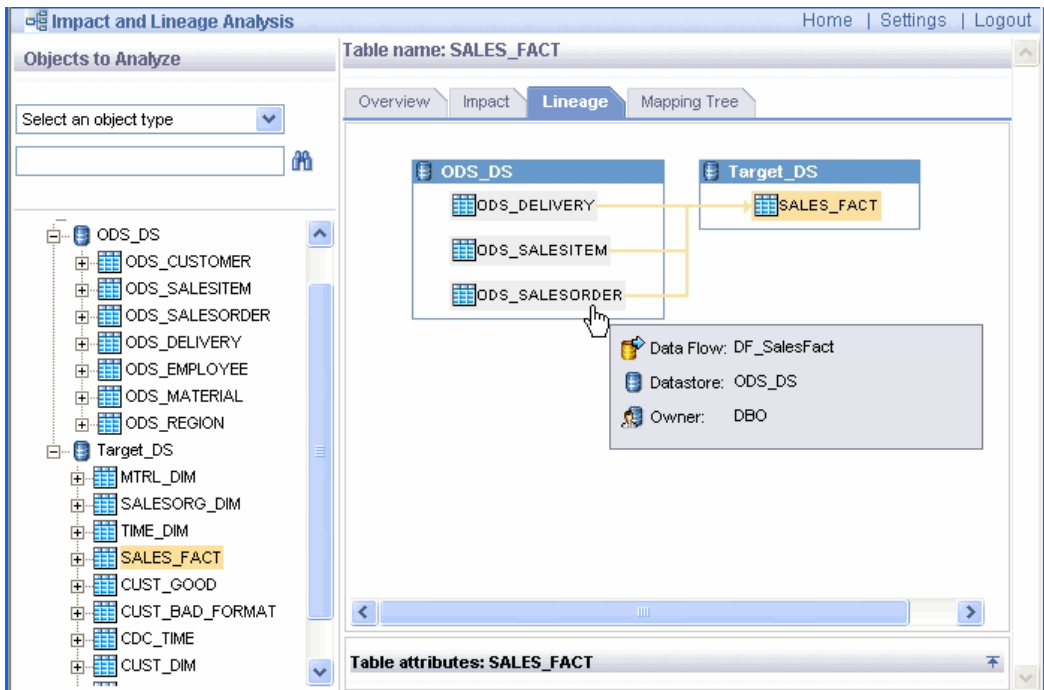 Impact and Lineage Analysis
Home | Settings | Logout
Objects to Analyze
Select an object type
ODS_DS
ODS_CUSTOMER
ODS_SALESITEM
ODS_SALESORDER
ODS_DELIVERY
ODS_EMPLOYEE
ODS_MATERIAL
ODS_REGION
Target_DS
MTRL_DIM
SALESORG_DIM
TIME_DIM
SALES_FACT
CUST_GOOD
CUST_BAD_FORMAT
CDC_TIME
CUST_DIM
Table name: SALES_FACT
Overview Impact Lineage Mapping Tree
ODS_DS
ODS_DELIVERY
ODS_SALESITEM
ODS_SALESORDER
Target_DS
SALES_FACT
Data Flow: DF_SalesFact
Datastore: ODS_DS
Owner: DBO
Table attributes: SALES_FACT